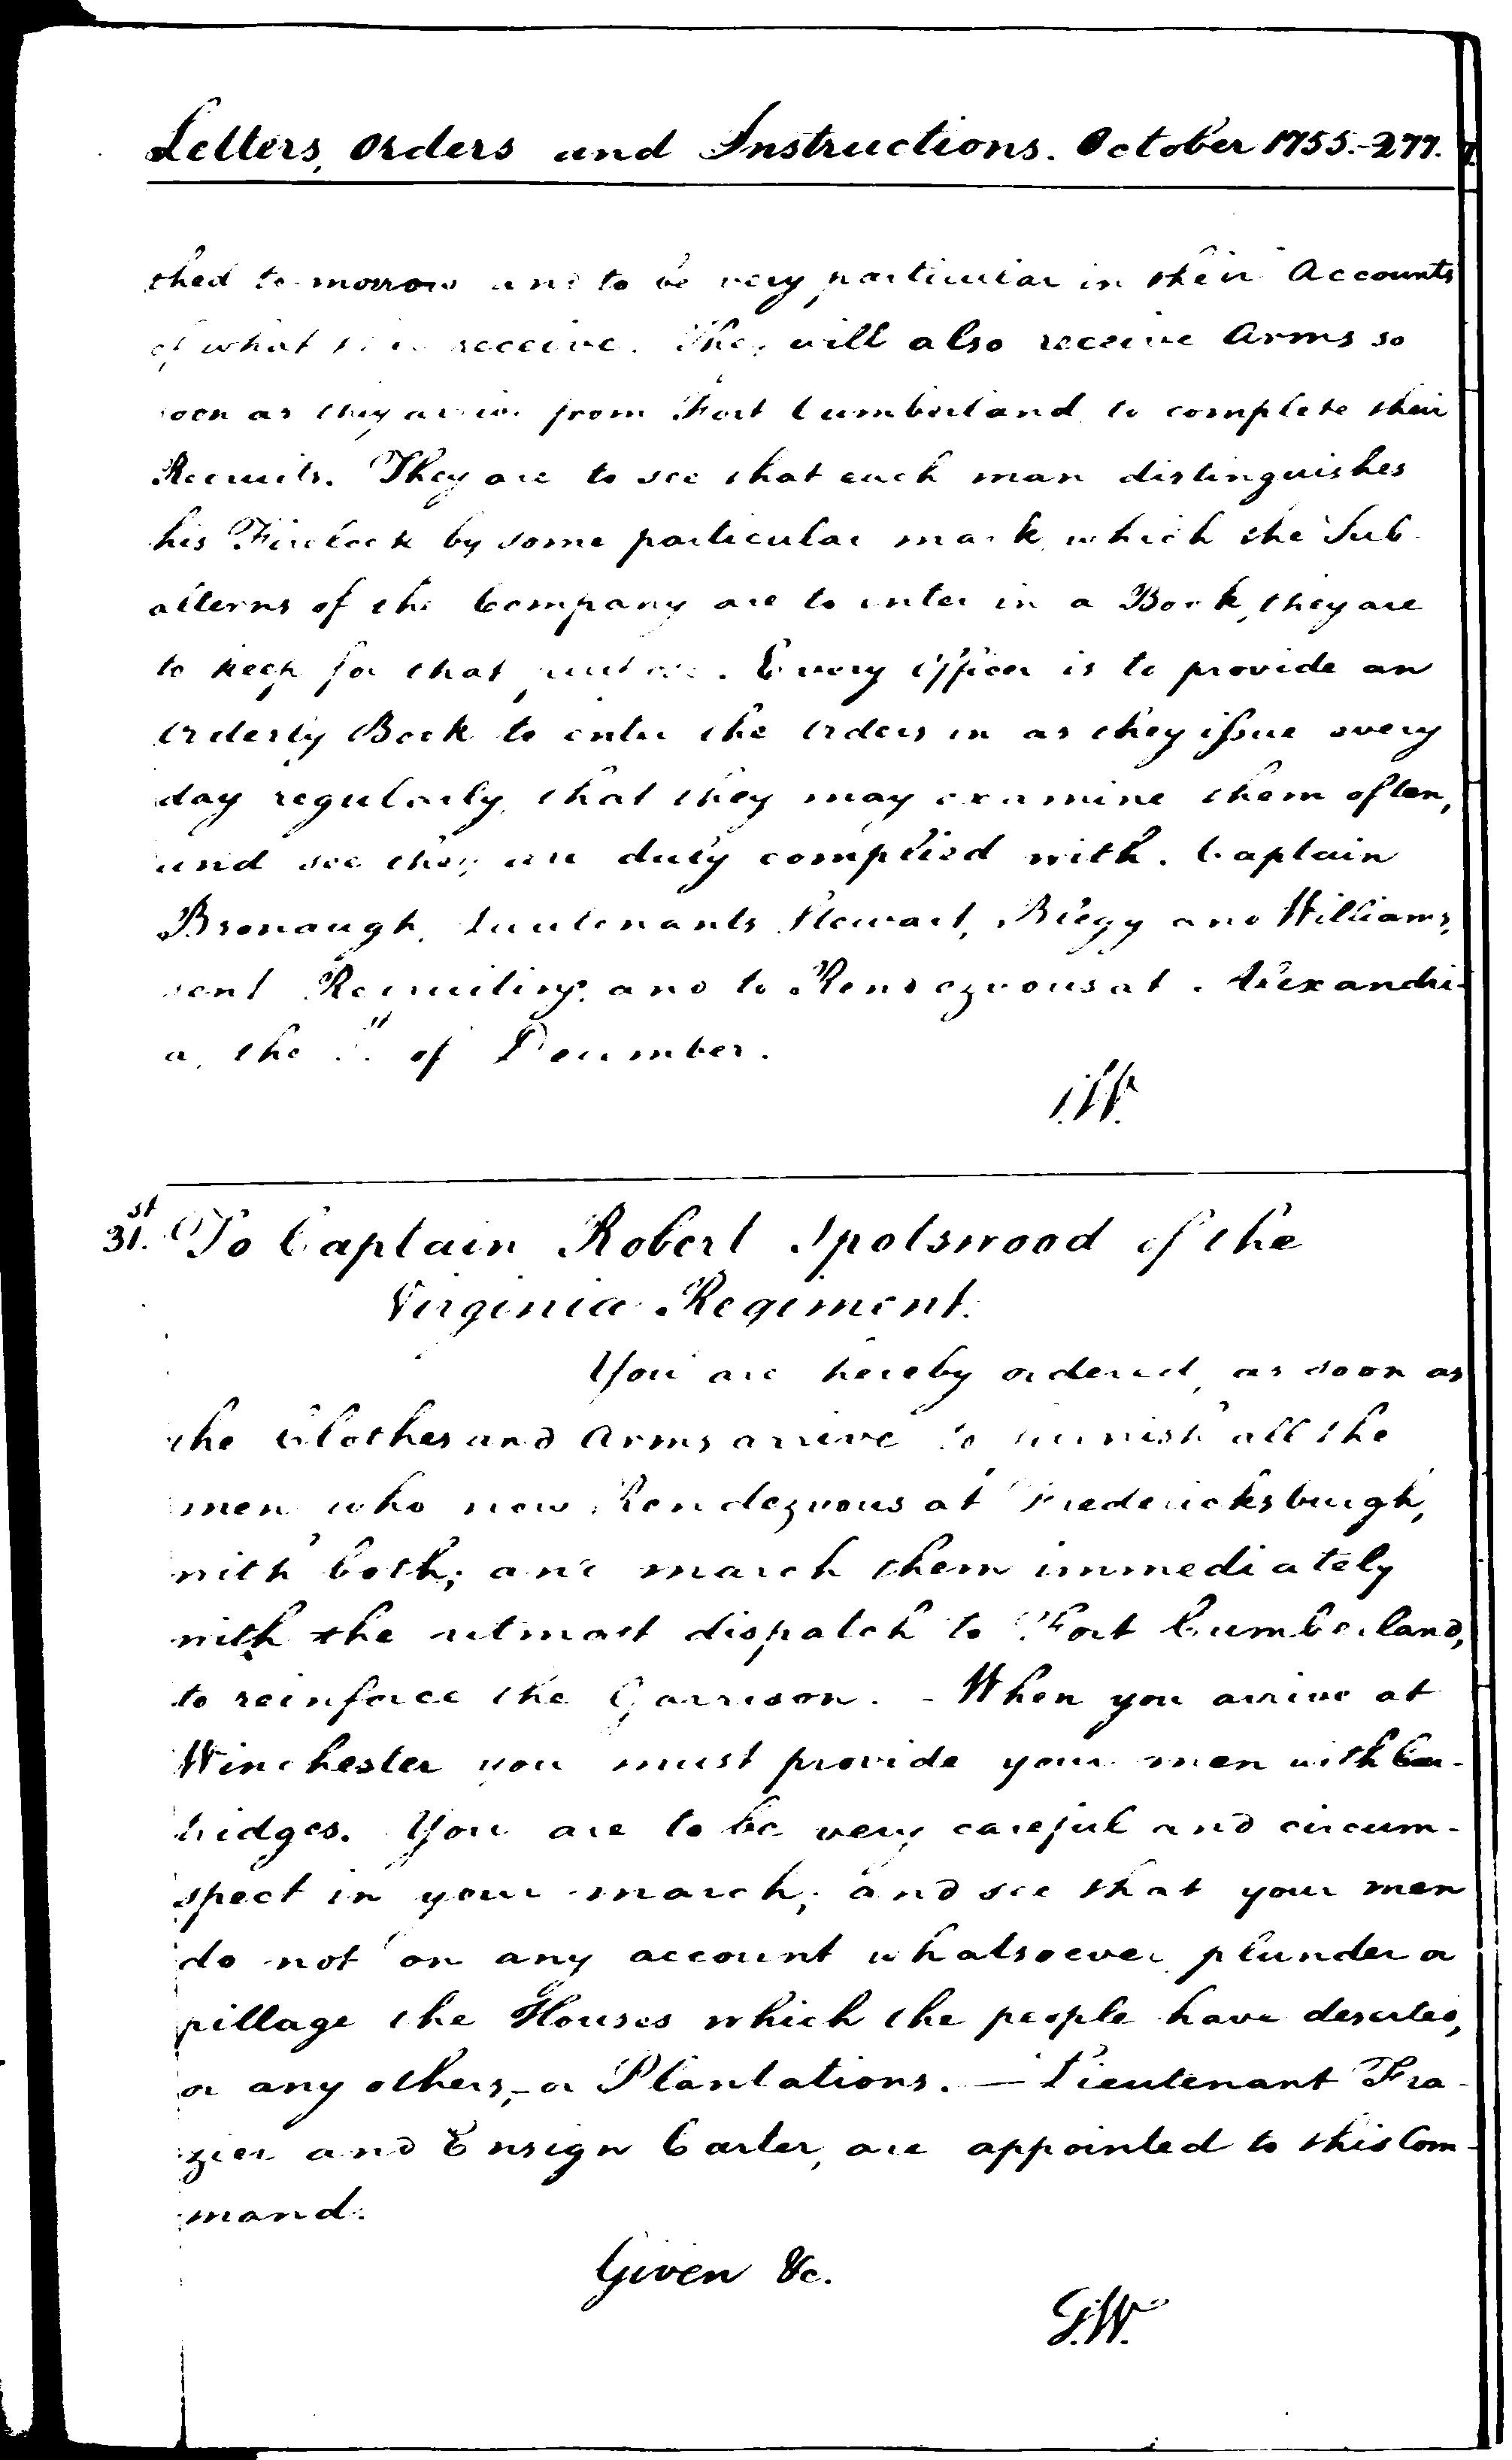 Letters, Orders and Instructions. October 1755.-277.
ched to-morrow and to be very particular in their Accounts
of what they receive. They will also receive Arms so
soon as they arrive from Fort Cumberland, to complete their
Recruits. They are to see that each man distinguishes
his Firelock by some particular mark, which the Sub-
alterns of the Company are to enter in a Book, they are
to keep for that purpose. Every Officer is to provide an
Orderly Book to enter the Orders in as they issue every
day regularly, that they may examine them often,
and see they are duly complied with. Captain
Bronaugh, Lieutenants Stewart, and Williams,
sent Recruiting, and to Rendezvous at Alexandri-
a, the of December.
G.W.
31st. To Captain Robert Spotswood of the
Virginia Regiment.
You are hereby ordered, as soon as
the Clothes and Arms arrive to furnish all the
men who now Rendezvous at Fredericksburgh,
with both; and march them immediately
with the utmost dispatch to Fort Cumberland,
to reinforce the Garrison. - When you arrive at
Winchester you must provide your men with Car-
tridges. You are to be very careful and circum-
spect in your march; and see that your men
do not on any account whatsoever, plunder or
pillage the Houses which the people have deserted,
or any others,- or Plantations. — Lieutenant Fra-
zier and Ensign Carter, are appointed to this Com-
mand.
Given &c.
G.W.